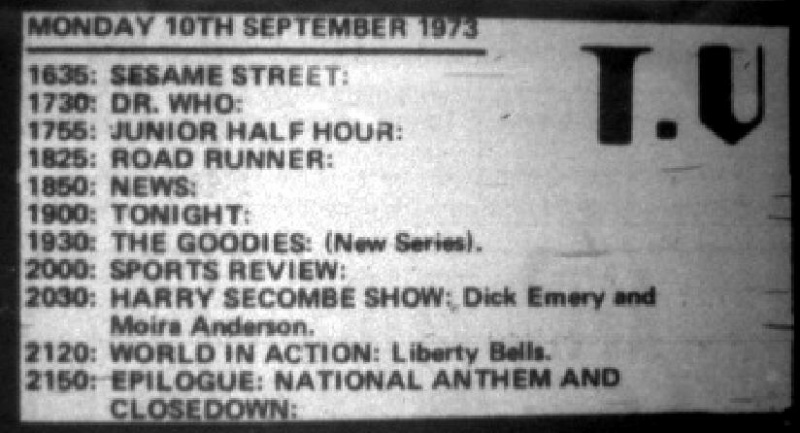 MONDAY 10TH SEPTEMBER 1973
T.V
1635: SESAME STREET:
1730: DR. WHO:
1755: JUNIOR HALF HOUR:
1825: ROAD RUNNER:
1850: NEWS:
1900: TONIGHT:
1930: THE GOODIES: (New Series).
2000: SPORTS REVIEW:
2030: HARRY SECOMBE SHOW: Dick Emery and
Moira Anderson.
2120: WORLD IN ACTION: Liberty Bells.
2150: EPILOGUE: NATIONAL ANTHEM AND
CLOSEDOWN: